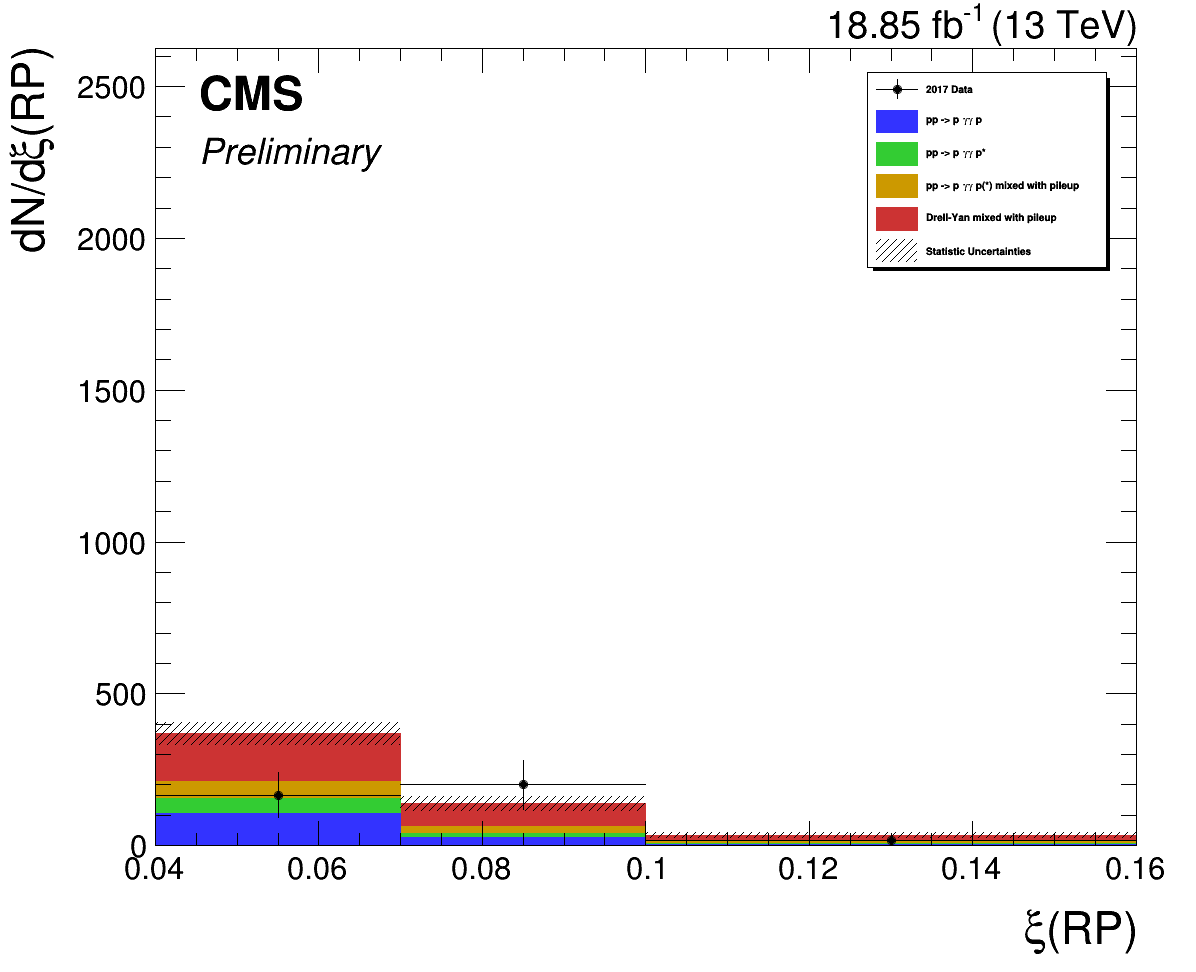 18.85 fb-1 (13 TeV)
dN/dξ(RP)
CMS
Preliminary
2017 Data
pp -> p γγ p
pp -> p γγ p*
pp -> p γγ p(*) mixed with pileup
Drell-Yan mixed with pileup
Statistic Uncertainties
2500
2000
1500
1000
500
0
0.04 0.06 0.08 0.1 0.12 0.14 0.16
ξ(RP)